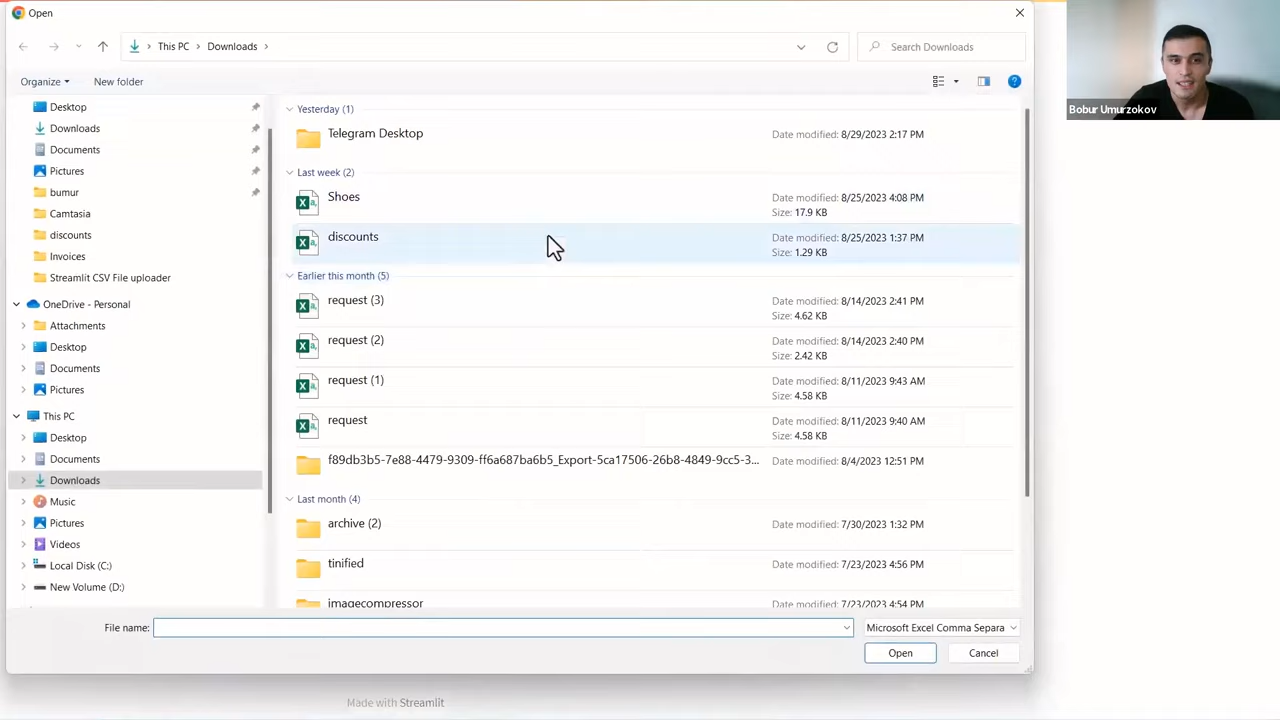 Open
This PC > Downloads >
Search Downloads
Organize
New folder
Desktop
Downloads
Documents
Pictures
bumur
Camtasia
discounts
Invoices
Streamlit CSV File uploader
OneDrive - Personal
Attachments
Desktop
Documents
Pictures
This PC
Desktop
Documents
Downloads
Music
Pictures
Videos
Local Disk (C:)
New Volume (D:)
Yesterday (1)
Telegram Desktop Date modified: 8/29/2023 2:17 PM
Last week (2)
Shoes Date modified: 8/25/2023 4:08 PM
Size: 17.9 KB
discounts Date modified: 8/25/2023 1:37 PM
Size: 1.29 KB
Earlier this month (5)
request (3) Date modified: 8/14/2023 2:41 PM
Size: 4.62 KB
request (2) Date modified: 8/14/2023 2:40 PM
Size: 2.42 KB
request (1) Date modified: 8/11/2023 9:43 AM
Size: 4.58 KB
request Date modified: 8/11/2023 9:40 AM
Size: 4.58 KB
f89db3b5-7e88-4479-9309-ff6a687ba6b5_Export-5ca17506-26b8-4849-9cc5-3... Date modified: 8/4/2023 12:51 PM
Last month (4)
archive (2) Date modified: 7/30/2023 1:32 PM
tinified Date modified: 7/23/2023 4:56 PM
imagecompressor Date modified: 7/23/2023 4:54 PM
File name:
Microsoft Excel Comma Separa
Open
Cancel
Made with Streamlit
Bobur Umurzokov